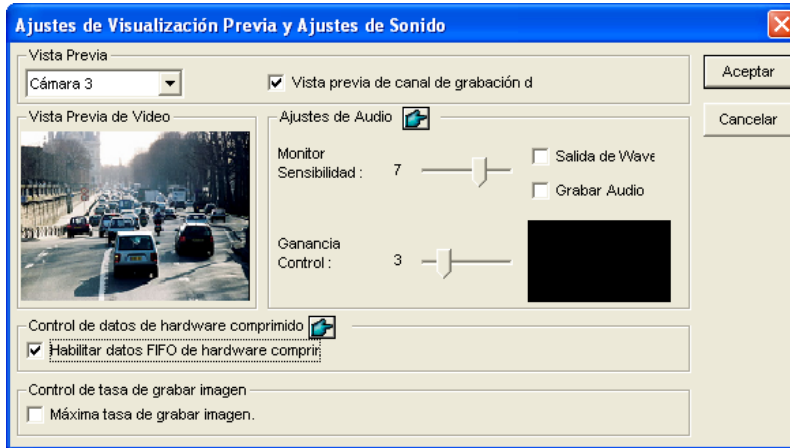 Ajustes de Visualización Previa y Ajustes de Sonido
Vista Previa
Cámara 3
Vista previa de canal de grabación d
Aceptar
Cancelar
Vista Previa de Video
Ajustes de Audio
Monitor
Sensibilidad :
7
Salida de Wave
Grabar Audio
Ganancia
Control :
3
Control de datos de hardware comprimido
Habilitar datos FIFO de hardware comprir
Control de tasa de grabar imagen
Máxima tasa de grabar imagen.